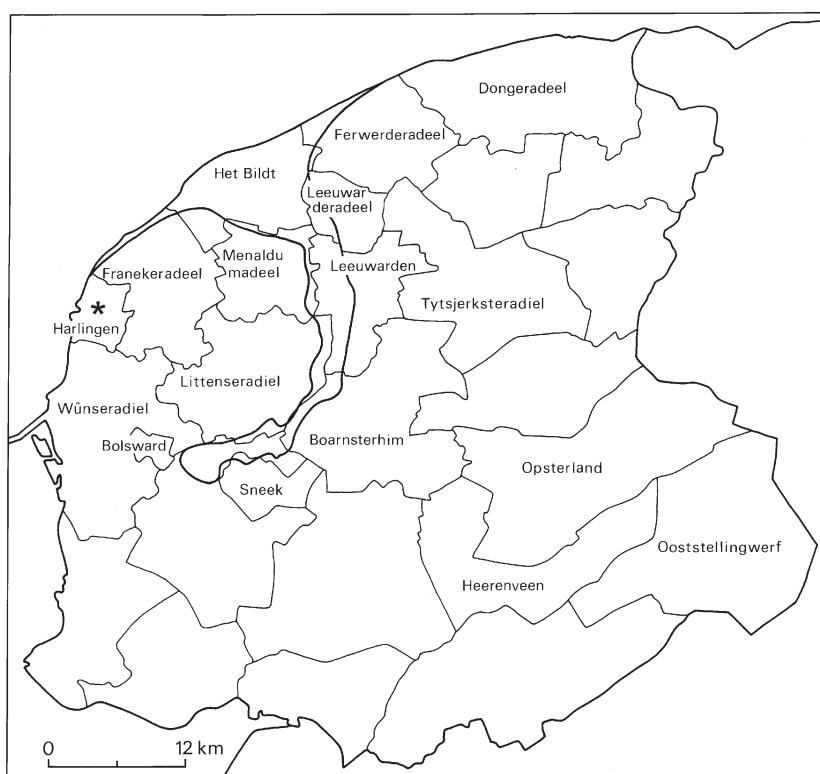 Dongeradeel
Ferwerderadeel
Het Bildt
Leeuwar
deradeel
Menaldu
madeel
Franekeradeel
Leeuwarden
Tytsjerksteradiel
*
Harlingen
Littenseradiel
Wûnseradiel
Bolsward
Boarnsterhim
Opsterland
Sneek
Ooststellingwerf
Heerenveen
0 12 km